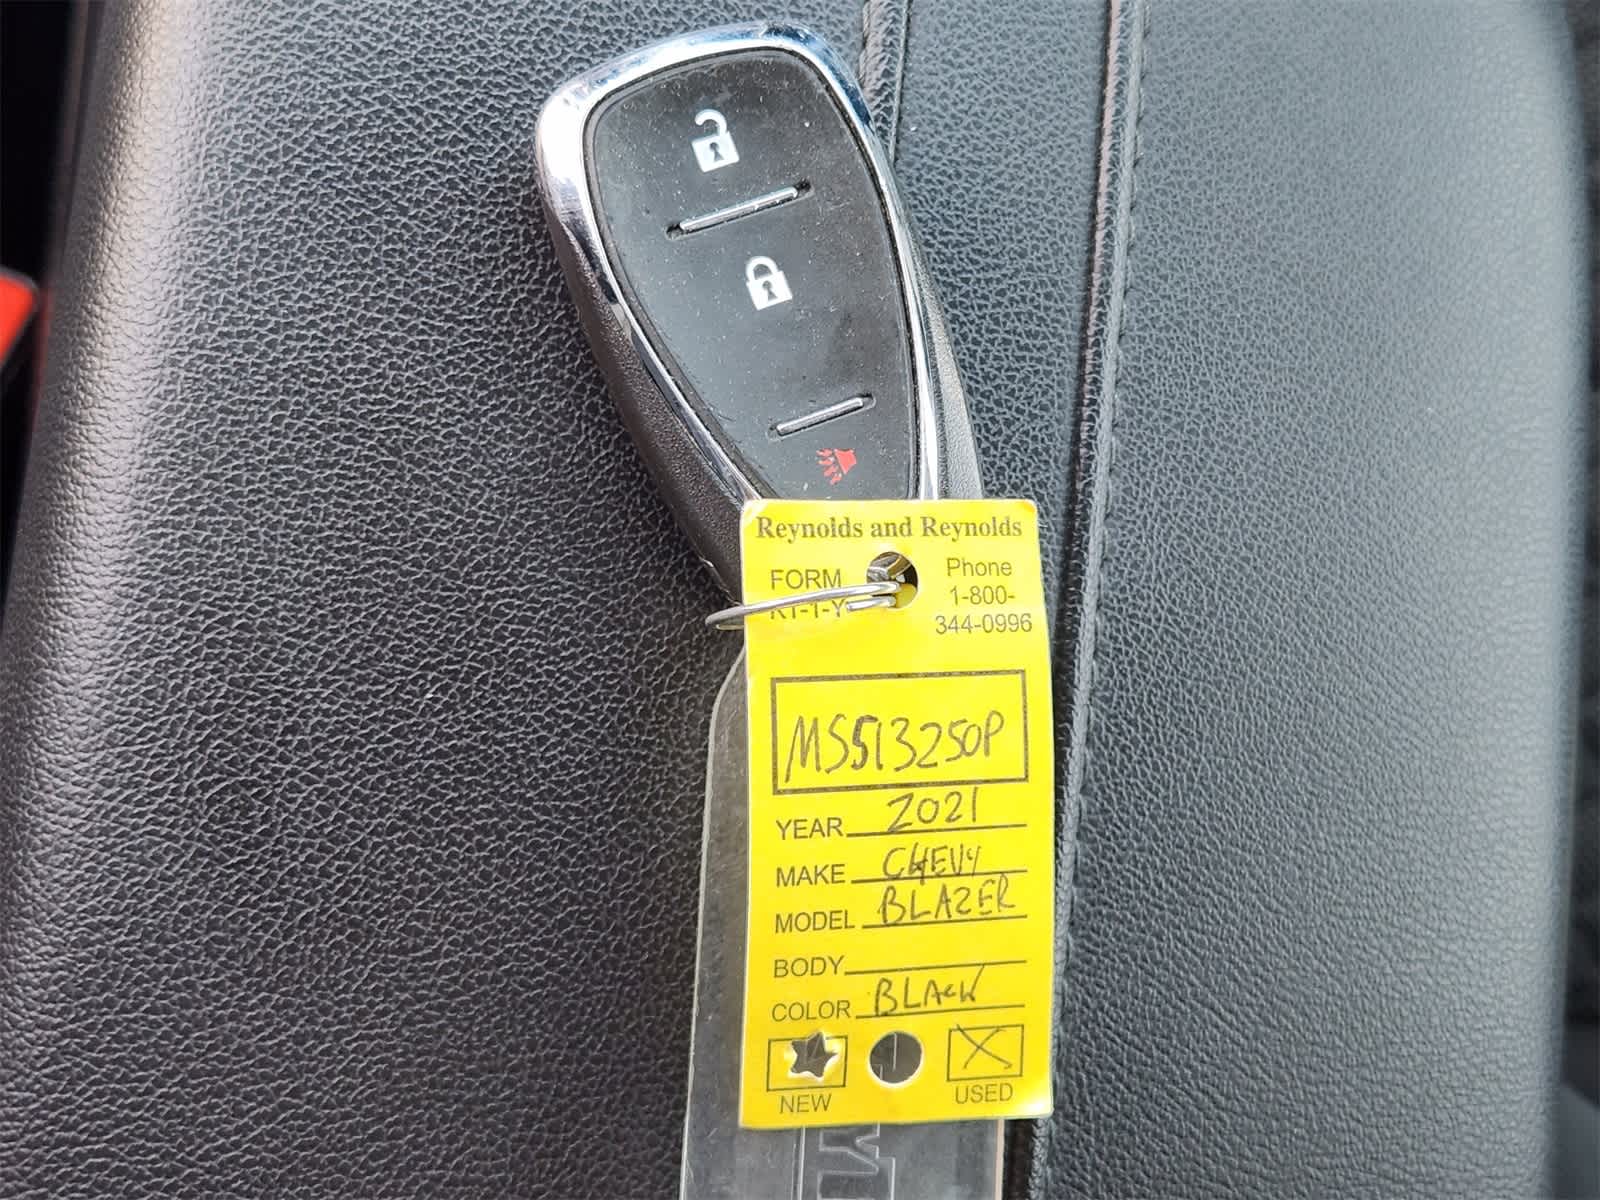 Reynolds and Reynolds
FORM Phone
KT-T-Y 1-800-
344-0996
MS513250P
YEAR 2021
MAKE CHEVY
MODEL BLAZER
BODY
COLOR BLACK
NEW USED